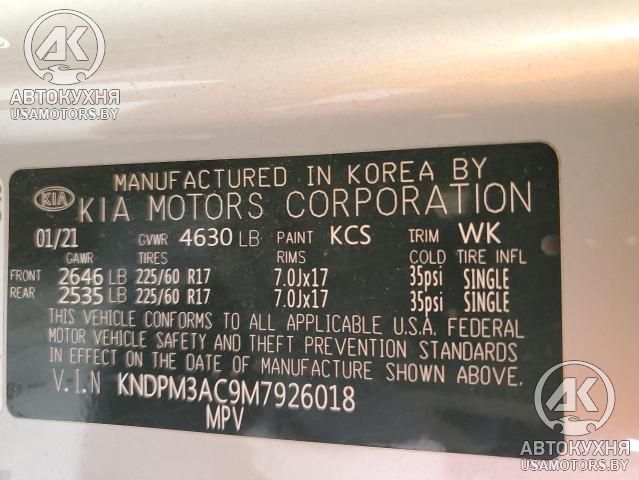 АК
АВТОКУХНЯ
USAMOTORS.BY
MANUFACTURED IN KOREA BY
KIA KIA MOTORS CORPORATION
01/21 GVWR 4630 LB PAINT KCS TRIM WK
GAWR TIRES RIMS COLD TIRE INFL
FRONT 2646 LB 225/60 R17 7.0Jx17 35psi SINGLE
REAR 2535 LB 225/60 R17 7.0Jx17 35psi SINGLE
THIS VEHICLE CONFORMS TO ALL APPLICABLE U.S.A. FEDERAL
MOTOR VEHICLE SAFETY AND THEFT PREVENTION STANDARDS
IN EFFECT ON THE DATE OF MANUFACTURE SHOWN ABOVE.
V.I.N KNDPM3AC9M7926018
MPV
АК
АВТОКУХНЯ
USAMOTORS.BY